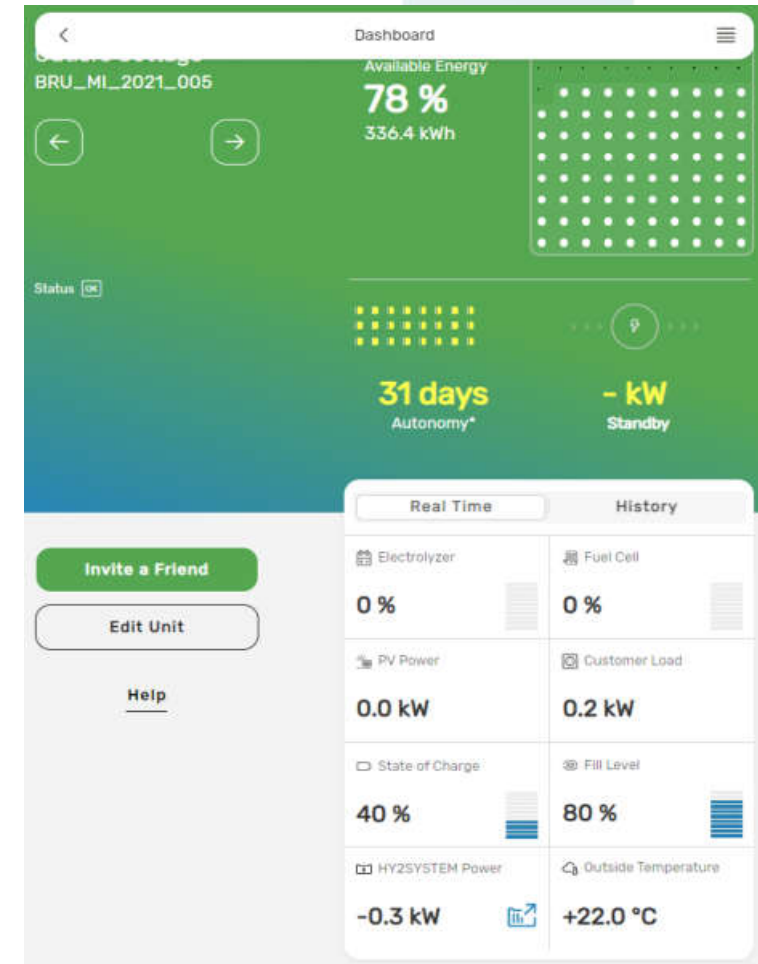 Dashboard
BRU_MI_2021_005
Available Energy
78 %
336.4 kWh
Status OK
31 days
Autonomy*
- kW
Standby
Real Time
History
Invite a Friend
Edit Unit
Help
Electrolyzer
0 %
Fuel Cell
0 %
PV Power
0.0 kW
Customer Load
0.2 kW
State of Charge
40 %
Fill Level
80 %
HY2SYSTEM Power
-0.3 kW
Outside Temperature
+22.0 °C